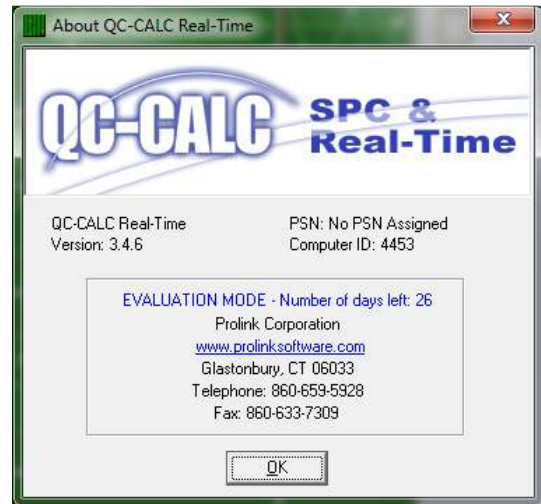 About QC-CALC Real-Time
QC-CALC
SPC &
Real-Time
QC-CALC Real-Time
Version: 3.4.6
PSN: No PSN Assigned
Computer ID: 4453
EVALUATION MODE - Number of days left: 26
Prolink Corporation
www.prolinksoftware.com
Glastonbury, CT 06033
Telephone: 860-659-5928
Fax: 860-633-7309
OK